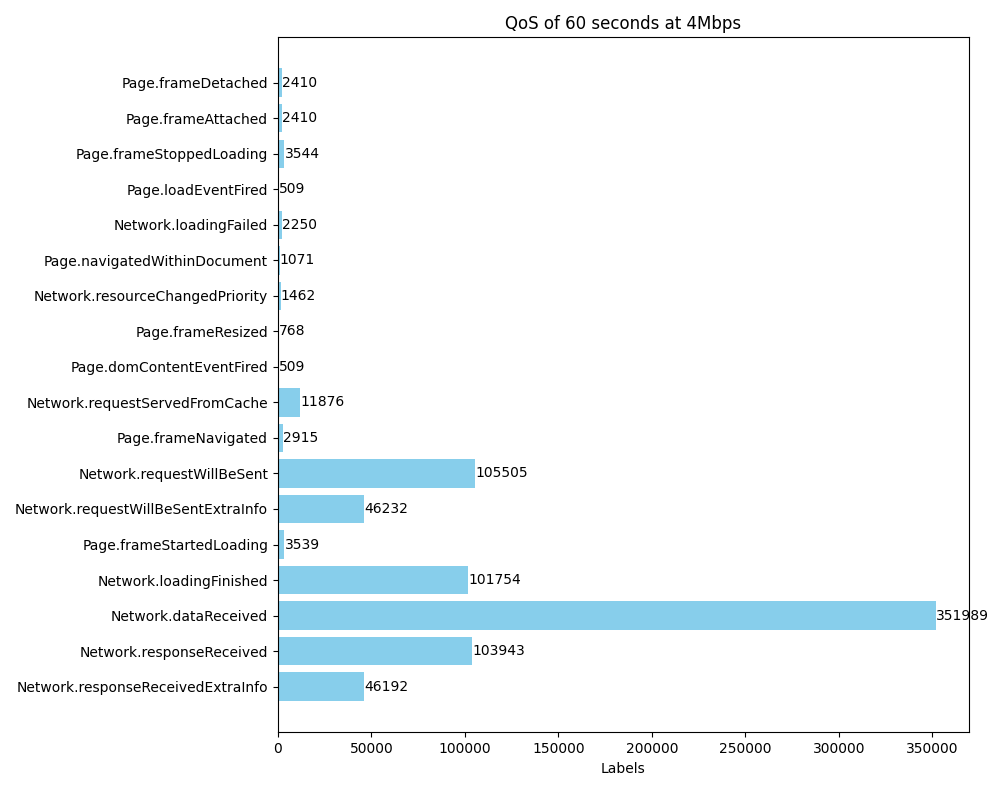 QoS of 60 seconds at 4Mbps
Page.frameDetached 2410
Page.frameAttached 2410
Page.frameStoppedLoading 3544
Page.loadEventFired 509
Network.loadingFailed 2250
Page.navigatedWithinDocument 1071
Network.resourceChangedPriority 1462
Page.frameResized 768
Page.domContentEventFired 509
Network.requestServedFromCache 11876
Page.frameNavigated 2915
Network.requestWillBeSent 105505
Network.requestWillBeSentExtraInfo 46232
Page.frameStartedLoading 3539
Network.loadingFinished 101754
Network.dataReceived 351989
Network.responseReceived 103943
Network.responseReceivedExtraInfo 46192
0 50000 100000 150000 200000 250000 300000 350000
Labels